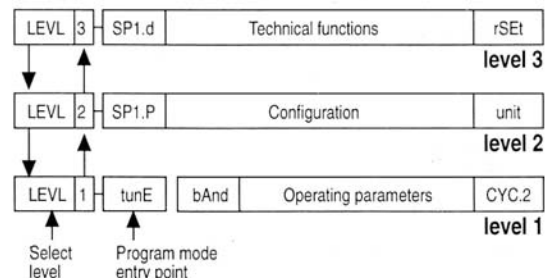 LEVL 3 SP1.d Technical functions rSEt
level 3
LEVL 2 SP1.P Configuration unit
level 2
LEVL 1 tunE bAnd Operating parameters CYC.2
level 1
Select level
Program mode entry point